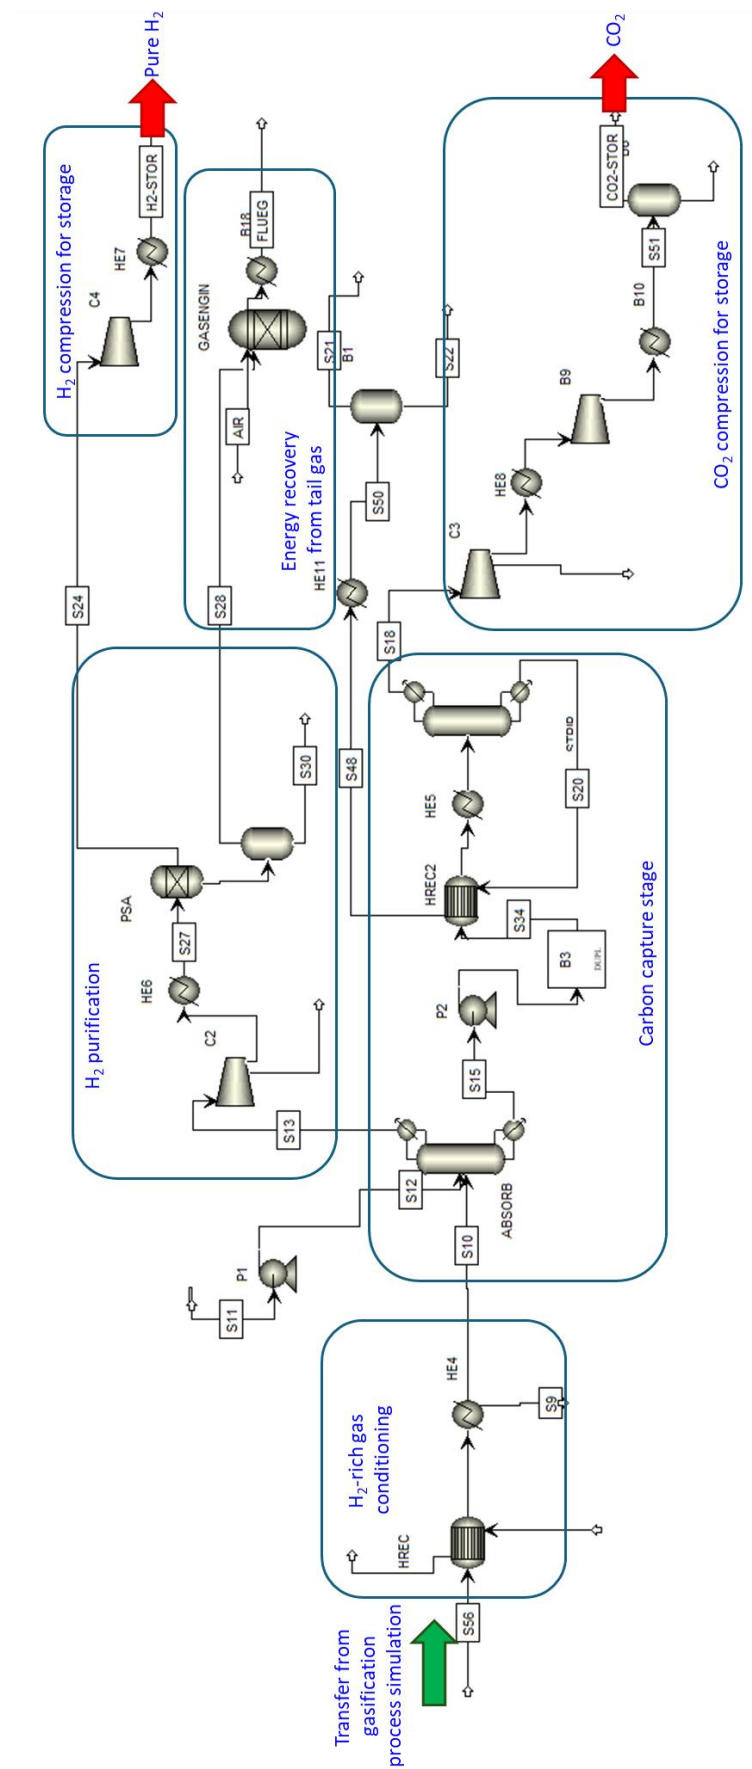 Transfer from
gasification
process simulation
S56
HREC
H₂-rich gas
conditioning
HE4
S9
S11
P1
S10
S12
ABSORB
S13
S15
P2
B3
DUPL
S34
HREC2
HE5
S20
S18
Carbon capture stage
H₂ purification
C2
HE6
S27
PSA
S30
S48
HE11
S50
S21
B1
S22
S24
S28
AIR
GASENGIN
B18
FLUEG
Energy recovery
from tail gas
C4
HE7
H2-STOR
H₂ compression for storage
Pure H₂
C3
HE8
B9
B10
S51
CO2-STOR
CO₂ compression for storage
CO₂